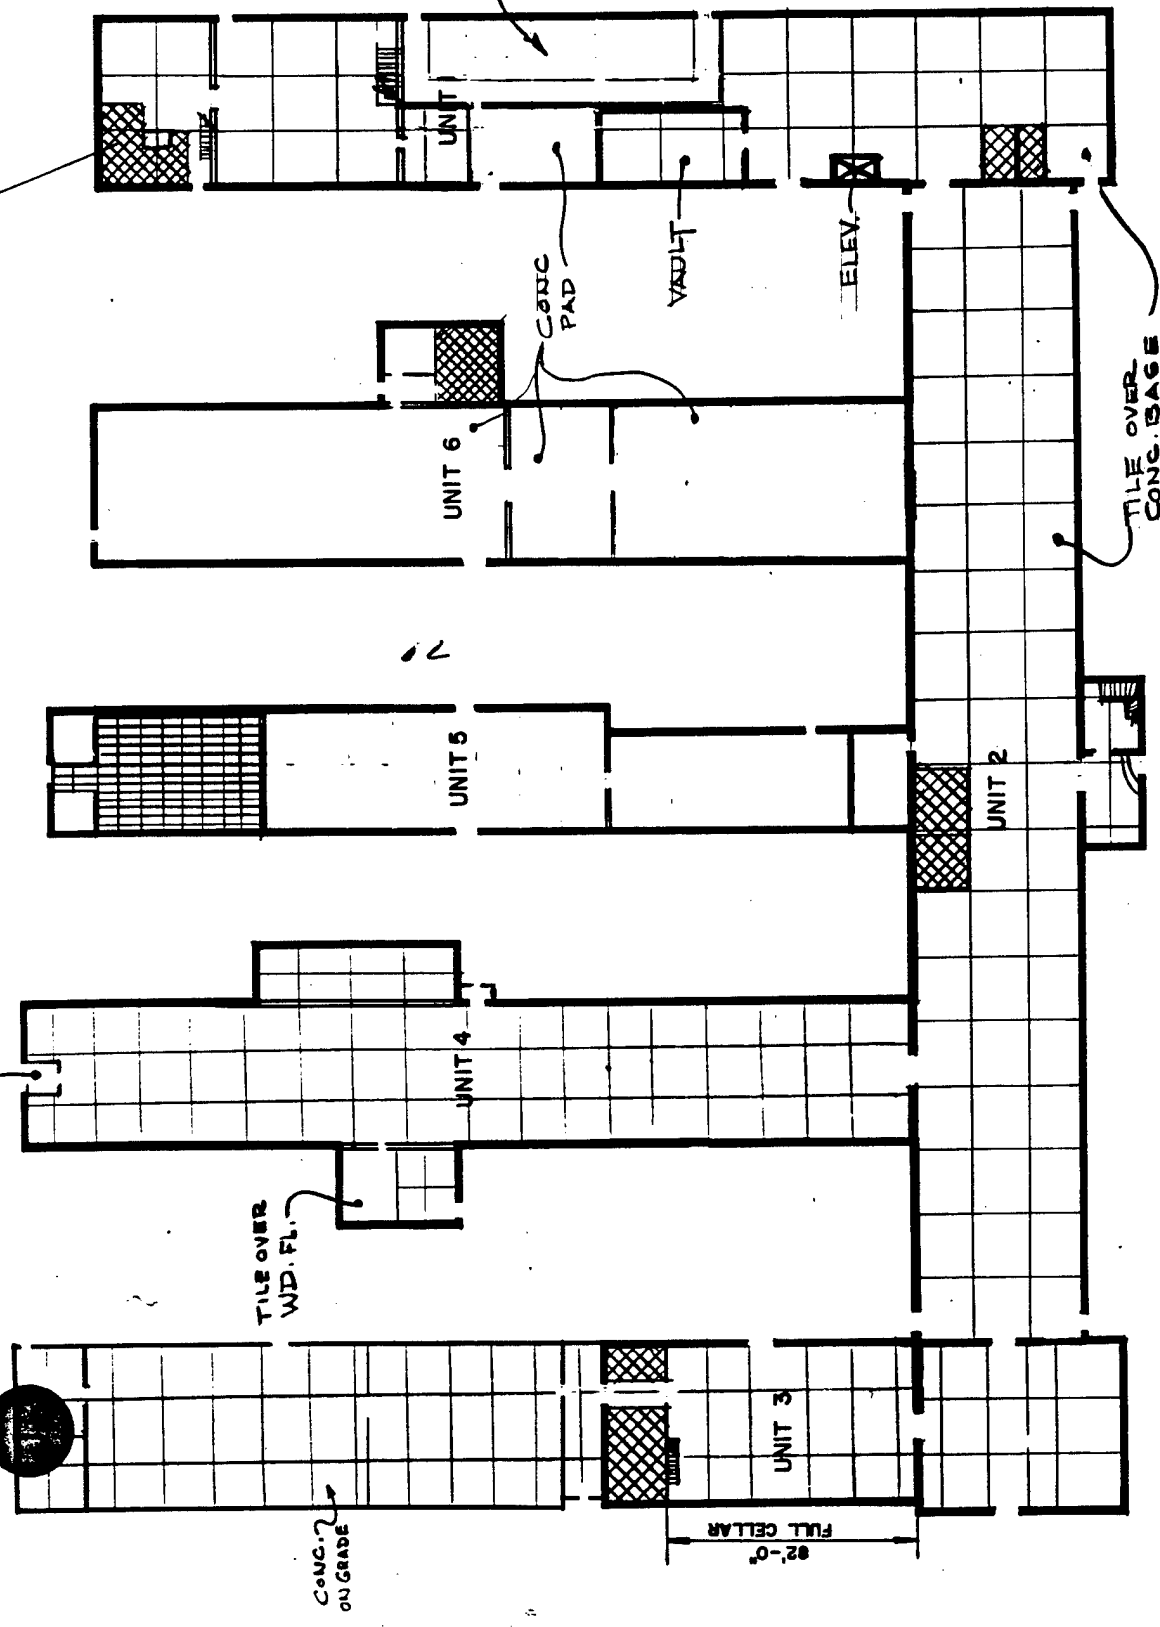 UNIT 1
CONC
PAD
VAULT
ELEV.
TILE OVER
CONC. BASE
UNIT 6
UNIT 5
UNIT 2
UNIT 4
TILE OVER
WD. FL.
UNIT 3
CONC.
ON GRADE
82'-0"
FULL CELLAR